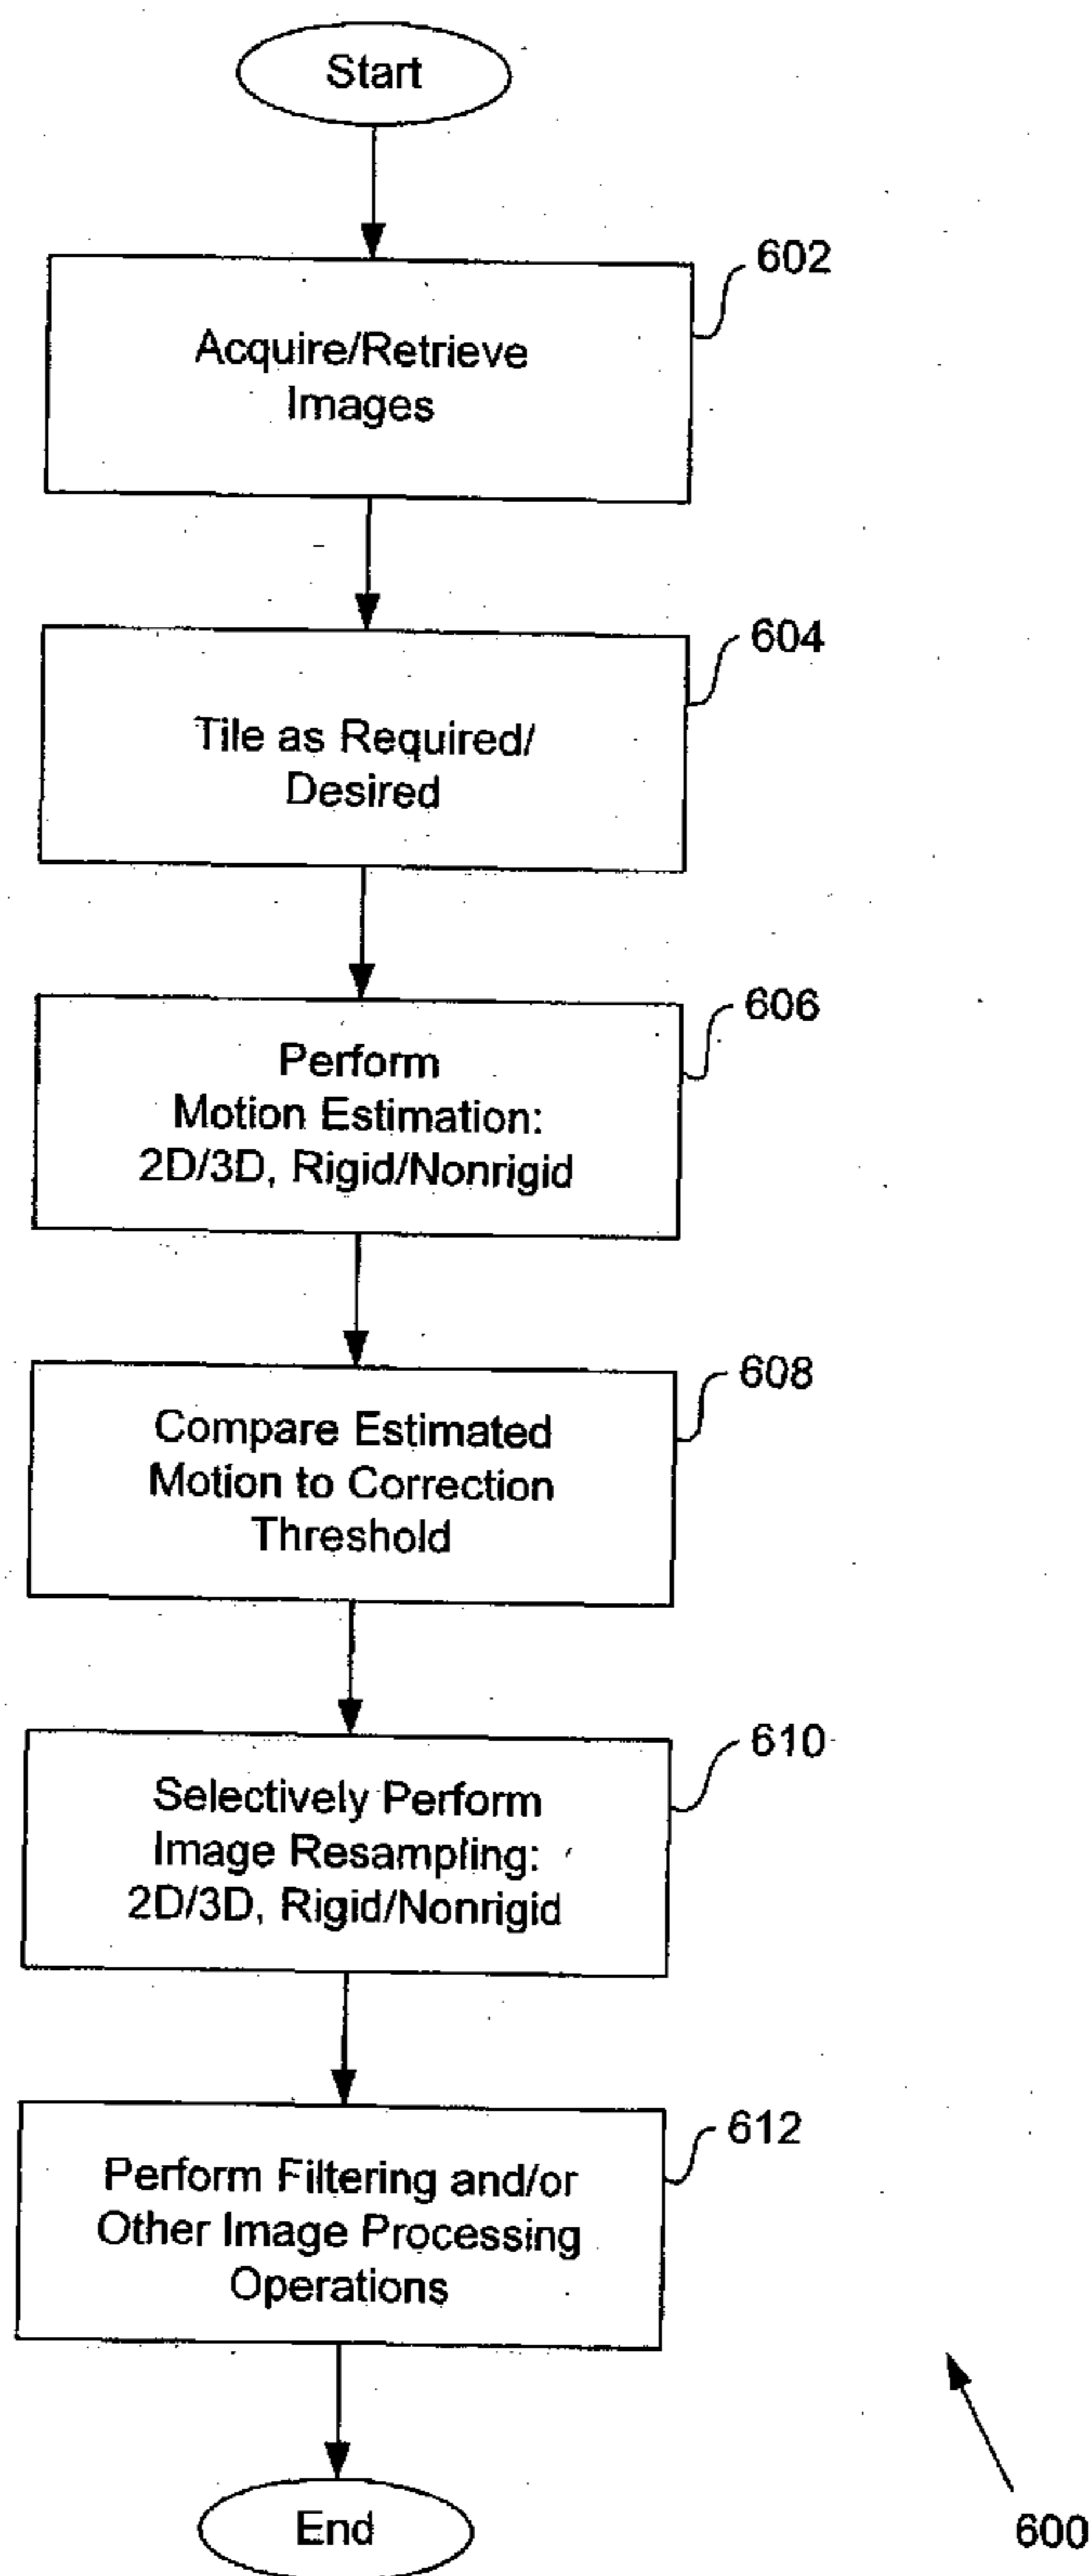 Start
602
Acquire/Retrieve
Images
604
Tile as Required/
Desired
606
Perform
Motion Estimation:
2D/3D, Rigid/Nonrigid
608
Compare Estimated
Motion to Correction
Threshold
610
Selectively Perform
Image Resampling:
2D/3D, Rigid/Nonrigid
612
Perform Filtering and/or
Other Image Processing
Operations
End
600